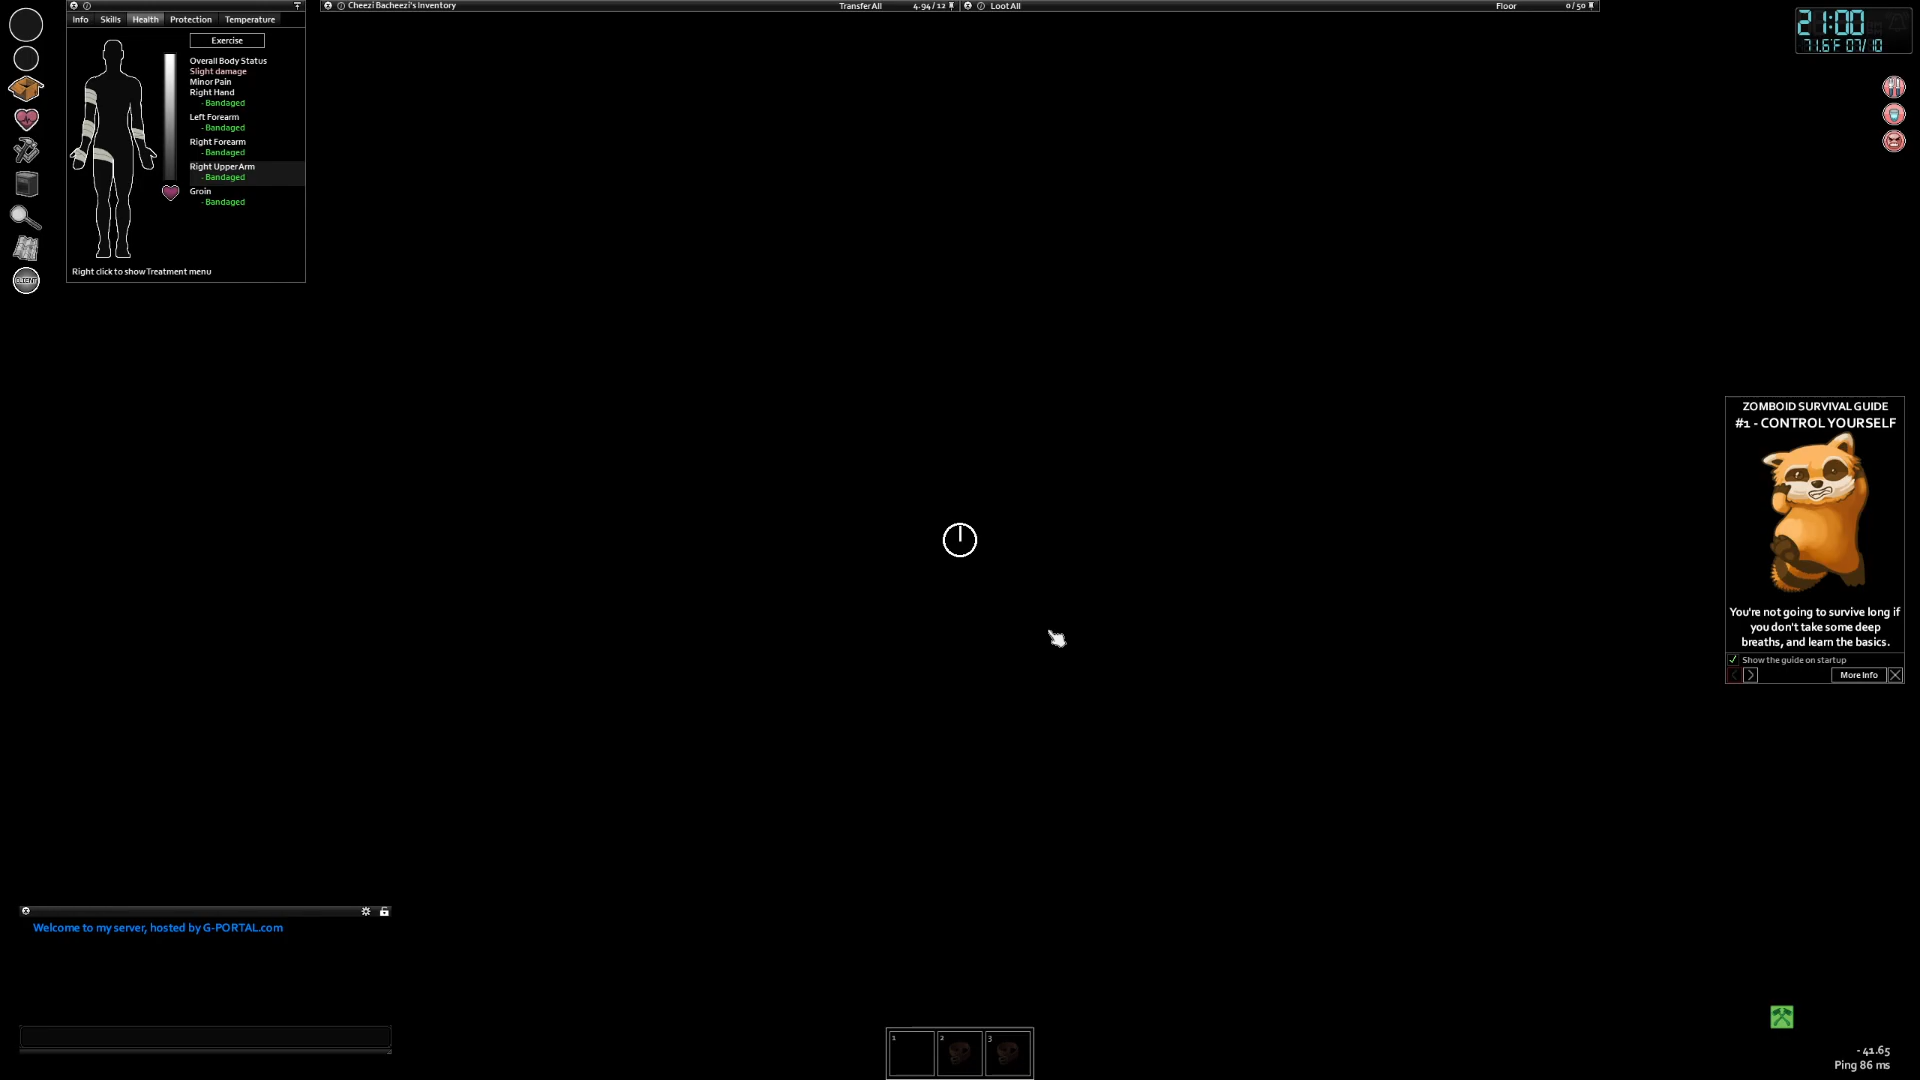 Cheezi Bacheezi's Inventory
Transfer All
4.94 / 12
Loot All
Floor
0 / 50
Info
Skills
Health
Protection
Temperature
Exercise
Overall Body Status
Slight damage
Minor Pain
Right Hand
- Bandaged
Left Forearm
- Bandaged
Right Forearm
- Bandaged
Right Upper Arm
- Bandaged
Groin
- Bandaged
Right click to show Treatment menu
CLIENT
21:00
71.6°F 07/10
ZOMBOID SURVIVAL GUIDE
#1 - CONTROL YOURSELF
You're not going to survive long if
you don't take some deep
breaths, and learn the basics.
Show the guide on startup
More Info
Welcome to my server, hosted by G-PORTAL.com
1
2
3
- 41.65
Ping 86 ms